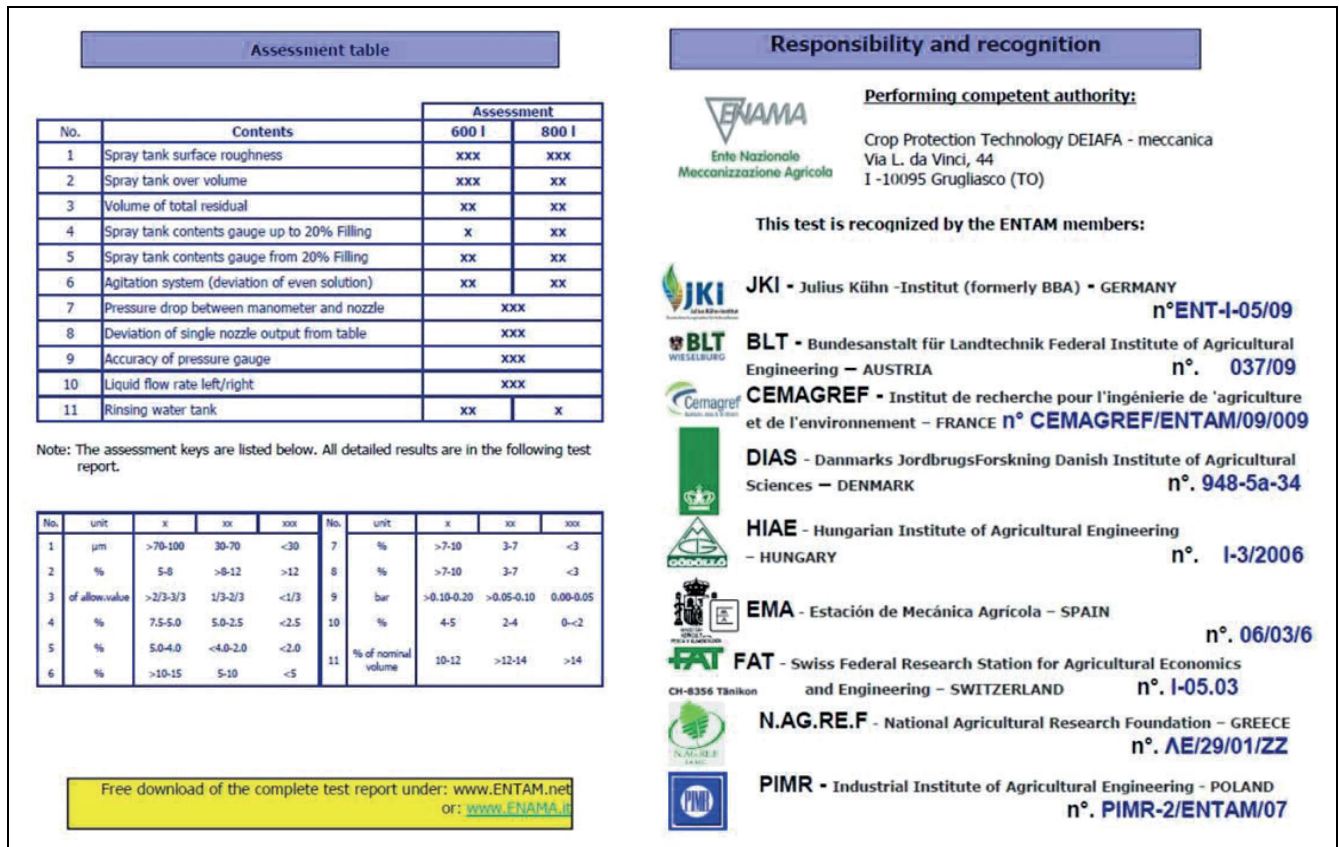 Assessment table
Assessment
No. Contents 600 l 800 l
1 Spray tank surface roughness xxx xxx
2 Spray tank over volume xxx xx
3 Volume of total residual xx xx
4 Spray tank contents gauge up to 20% Filling x xx
5 Spray tank contents gauge from 20% Filling xx xx
6 Agitation system (deviation of even solution) xx xx
7 Pressure drop between manometer and nozzle xxx
8 Deviation of single nozzle output from table xxx
9 Accuracy of pressure gauge xxx
10 Liquid flow rate left/right xxx
11 Rinsing water tank xx x
Note: The assessment keys are listed below. All detailed results are in the following test
report.
No. unit x xx xxx No. unit x xx xxx
1 µm >70-100 30-70 <30 7 % >7-10 3-7 <3
2 % 5-8 >8-12 >12 8 % >7-10 3-7 <3
3 of allow.value >2/3-3/3 1/3-2/3 <1/3 9 bar >0.10-0.20 >0.05-0.10 0.00-0.05
4 % 7.5-5.0 5.0-2.5 <2.5 10 % 4-5 2-4 0-<2
5 % 5.0-4.0 <4.0-2.0 <2.0 11 % of nominal volume 10-12 >12-14 >14
6 % >10-15 5-10 <5
Free download of the complete test report under: www.ENTAM.net
or: www.ENAMA.it
Responsibility and recognition
ENAMA
Ente Nazionale
Meccanizzazione Agricola
Performing competent authority:
Crop Protection Technology DEIAFA - meccanica
Via L. da Vinci, 44
I -10095 Grugliasco (TO)
This test is recognized by the ENTAM members:
JKI
JKI - Julius Kühn -Institut (formerly BBA) - GERMANY
n°ENT-I-05/09
BLT
WIESELBURG
BLT - Bundesanstalt für Landtechnik Federal Institute of Agricultural
Engineering – AUSTRIA n°. 037/09
Cemagref
CEMAGREF - Institut de recherche pour l'ingénierie de 'agriculture
et de l'environnement – FRANCE n° CEMAGREF/ENTAM/09/009
DIAS - Danmarks JordbrugsForskning Danish Institute of Agricultural
Sciences – DENMARK n°. 948-5a-34
GÖDÖLLŐ
HIAE - Hungarian Institute of Agricultural Engineering
– HUNGARY n°. I-3/2006
EMA - Estación de Mecánica Agrícola – SPAIN
n°. 06/03/6
FAT
CH-8356 Tänikon
FAT - Swiss Federal Research Station for Agricultural Economics
and Engineering – SWITZERLAND n°. I-05.03
N.AG.RE.F
N.AG.RE.F - National Agricultural Research Foundation – GREECE
n°. ΛE/29/01/ZZ
PIMR
PIMR - Industrial Institute of Agricultural Engineering - POLAND
n°. PIMR-2/ENTAM/07